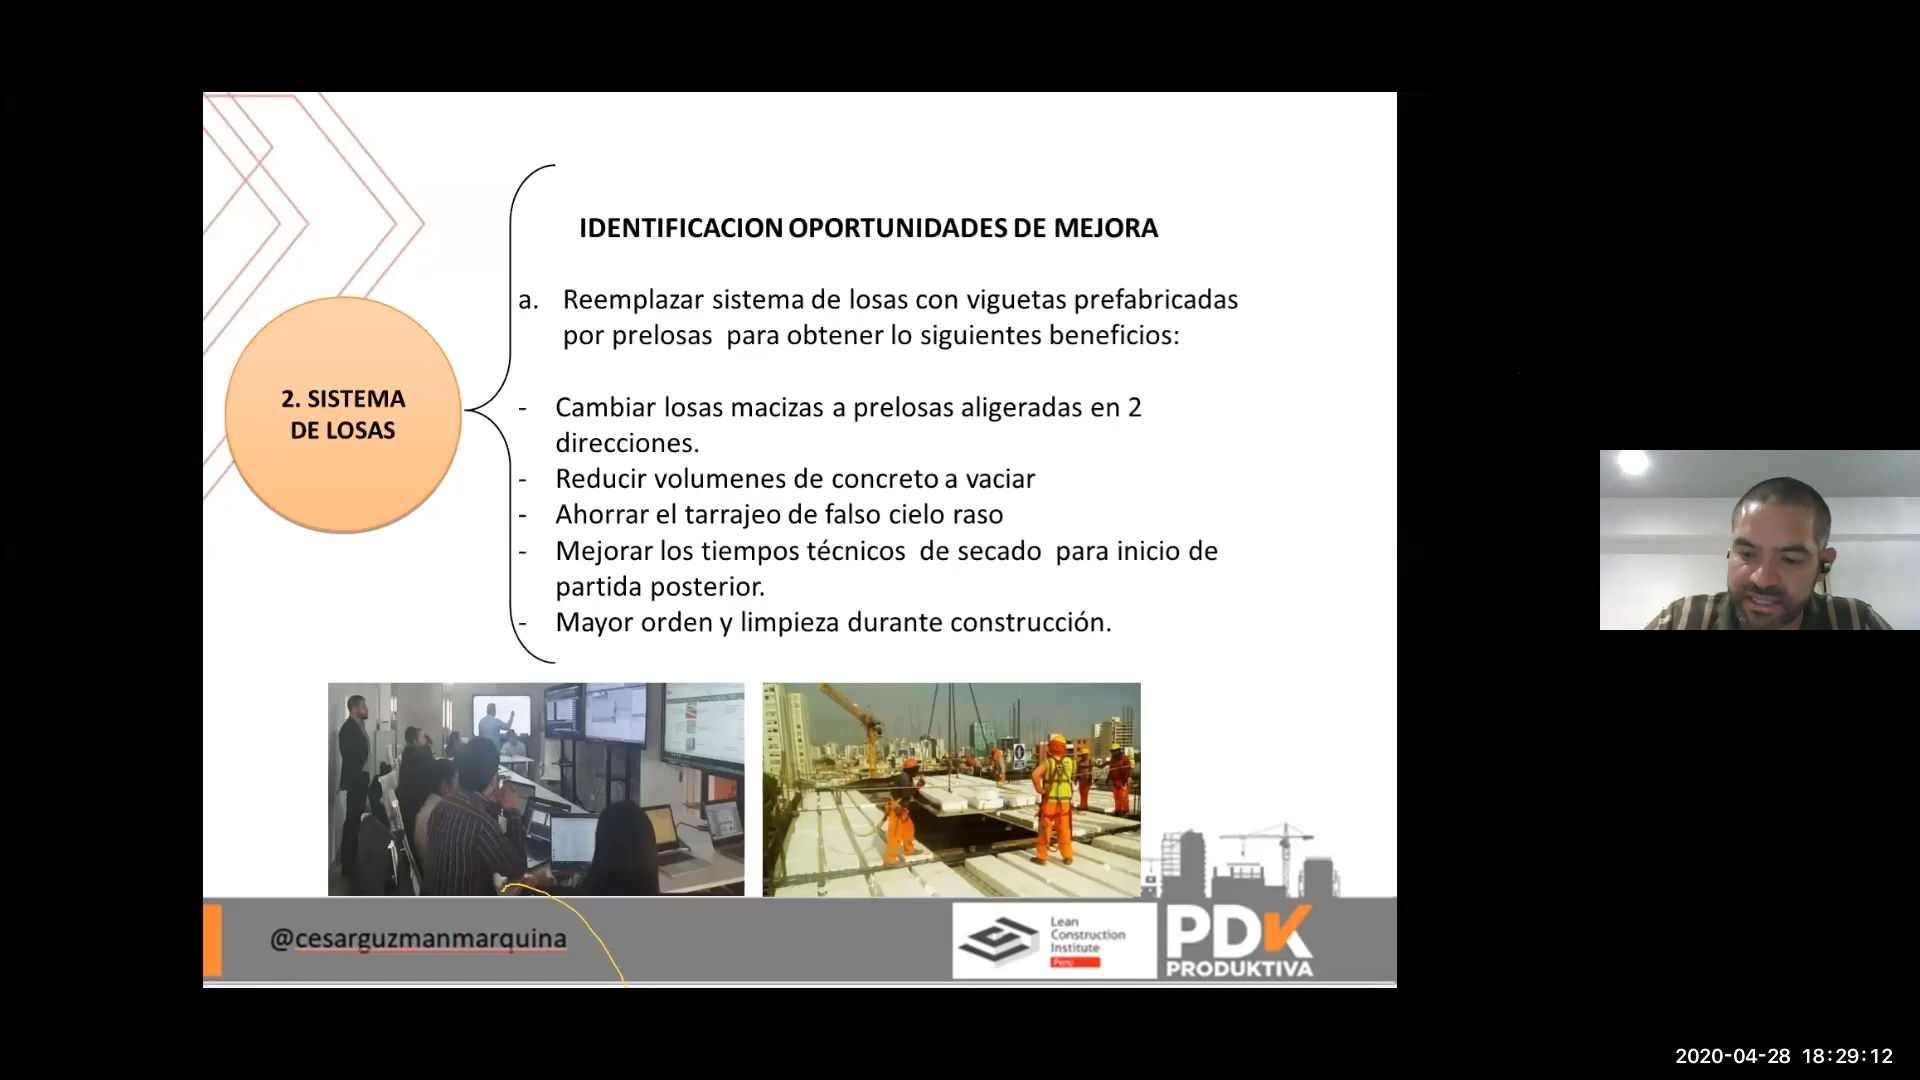 IDENTIFICACION OPORTUNIDADES DE MEJORA
a. Reemplazar sistema de losas con viguetas prefabricadas
por prelosas para obtener lo siguientes beneficios:
2. SISTEMA
DE LOSAS
- Cambiar losas macizas a prelosas aligeradas en 2
direcciones.
- Reducir volumenes de concreto a vaciar
- Ahorrar el tarrajeo de falso cielo raso
- Mejorar los tiempos técnicos de secado para inicio de
partida posterior.
- Mayor orden y limpieza durante construcción.
@cesarguzmanmarquina
Lean
Construction
Institute
Perú
PDK
PRODUKTIVA
2020-04-28 18:29:12